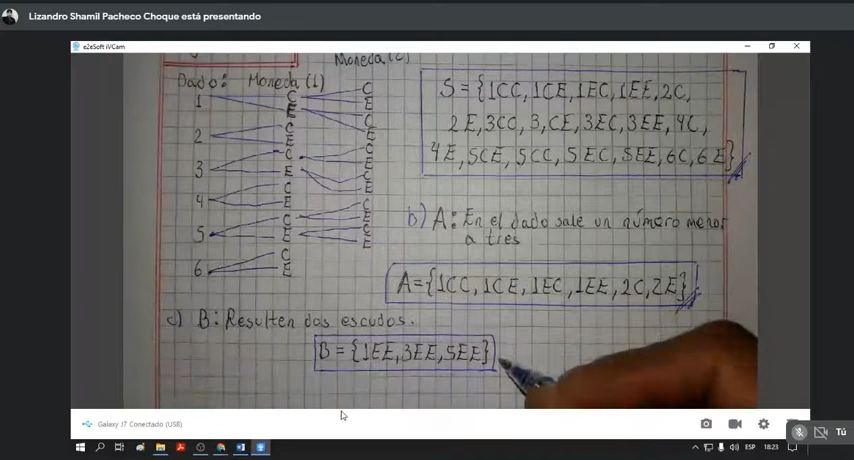 Lizandro Shamil Pacheco Choque está presentando
e2eSoft iVCam
Moneda (2)
Dado: Moneda (1)
1 C C
E E
C
E
2 C
E
3 C C
E E
C
E
4 C
E
5 C C
E E
C
E
6 C
E
S = {1CC, 1CE, 1EC, 1EE, 2C,
2E, 3CC, 3, CE, 3EC, 3EE, 4C,
4E, 5CE, 5CC, 5EC, 5EE, 6C, 6E}
b) A: En el dado sale un número menor
a tres
A = {1CC, 1CE, 1EC, 1EE, 2C, 2E}
c) B: Resulten dos escudos.
B = {1EE, 3EE, 5EE}
Galaxy J7 Conectado (USB)
Tú
ESP 18:23